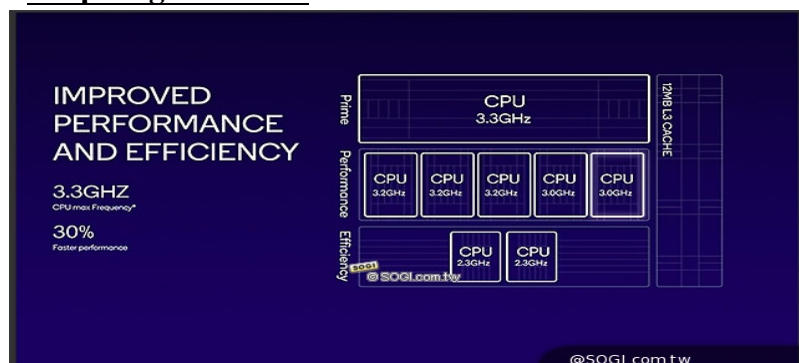 IMPROVED
PERFORMANCE
AND EFFICIENCY
3.3GHZ
CPU max Frequency*
30%
Faster performance
Prime
CPU
3.3GHz
12MB L3 CACHE
Performance
CPU CPU CPU CPU CPU
3.2GHz 3.2GHz 3.2GHz 3.0GHz 3.0GHz
Efficiency
CPU CPU
2.3GHz 2.3GHz
SOGI
@SOGI.com.tw
@SOGI.com.tw